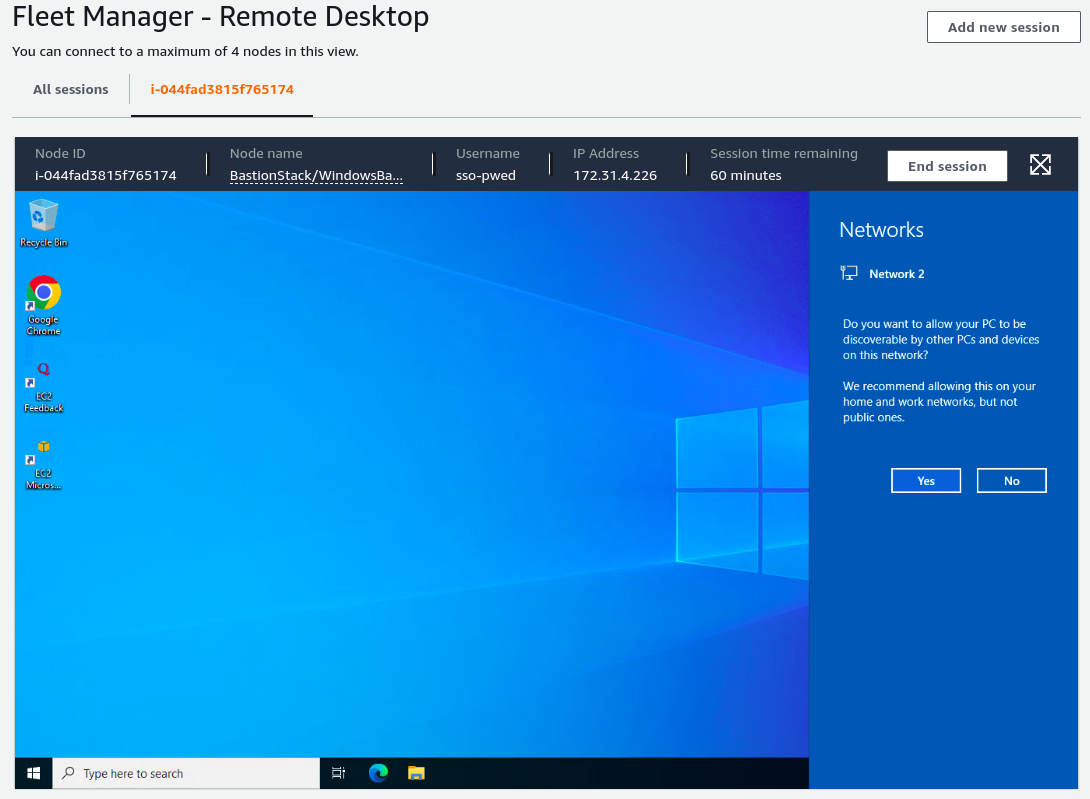 Fleet Manager - Remote Desktop
Add new session
You can connect to a maximum of 4 nodes in this view.
All sessions
i-044fad3815f765174
Node ID
i-044fad3815f765174
Node name
BastionStack/WindowsBa...
Username
sso-pwed
IP Address
172.31.4.226
Session time remaining
60 minutes
End session
Recycle Bin
Google
Chrome
EC2
Feedback
EC2
Micros...
Networks
Network 2
Do you want to allow your PC to be
discoverable by other PCs and devices
on this network?
We recommend allowing this on your
home and work networks, but not
public ones.
Yes
No
Type here to search